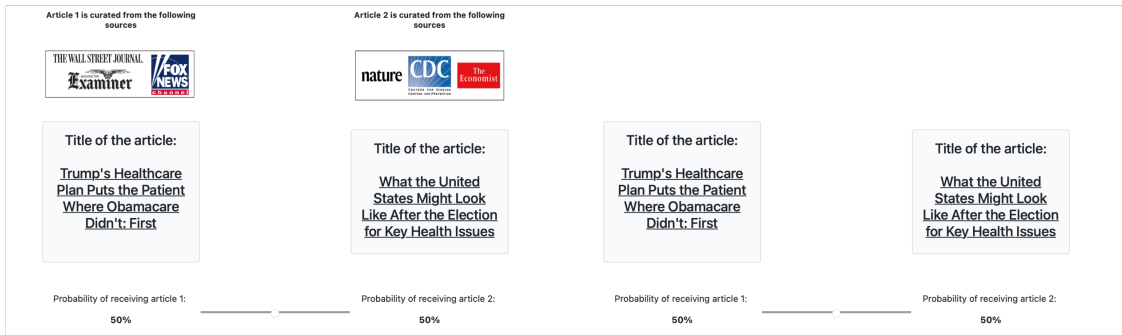 Article 1 is curated from the following
sources
THE WALL STREET JOURNAL.
Examiner
FOX
NEWS
channel
Title of the article:
Trump's Healthcare
Plan Puts the Patient
Where Obamacare
Didn't: First
Probability of receiving article 1:
50%
Article 2 is curated from the following
sources
nature
CDC
CENTERS FOR DISEASE
CONTROL AND PREVENTION
The
Economist
Title of the article:
What the United
States Might Look
Like After the Election
for Key Health Issues
Probability of receiving article 2:
50%
Title of the article:
Trump's Healthcare
Plan Puts the Patient
Where Obamacare
Didn't: First
Probability of receiving article 1:
50%
Title of the article:
What the United
States Might Look
Like After the Election
for Key Health Issues
Probability of receiving article 2:
50%